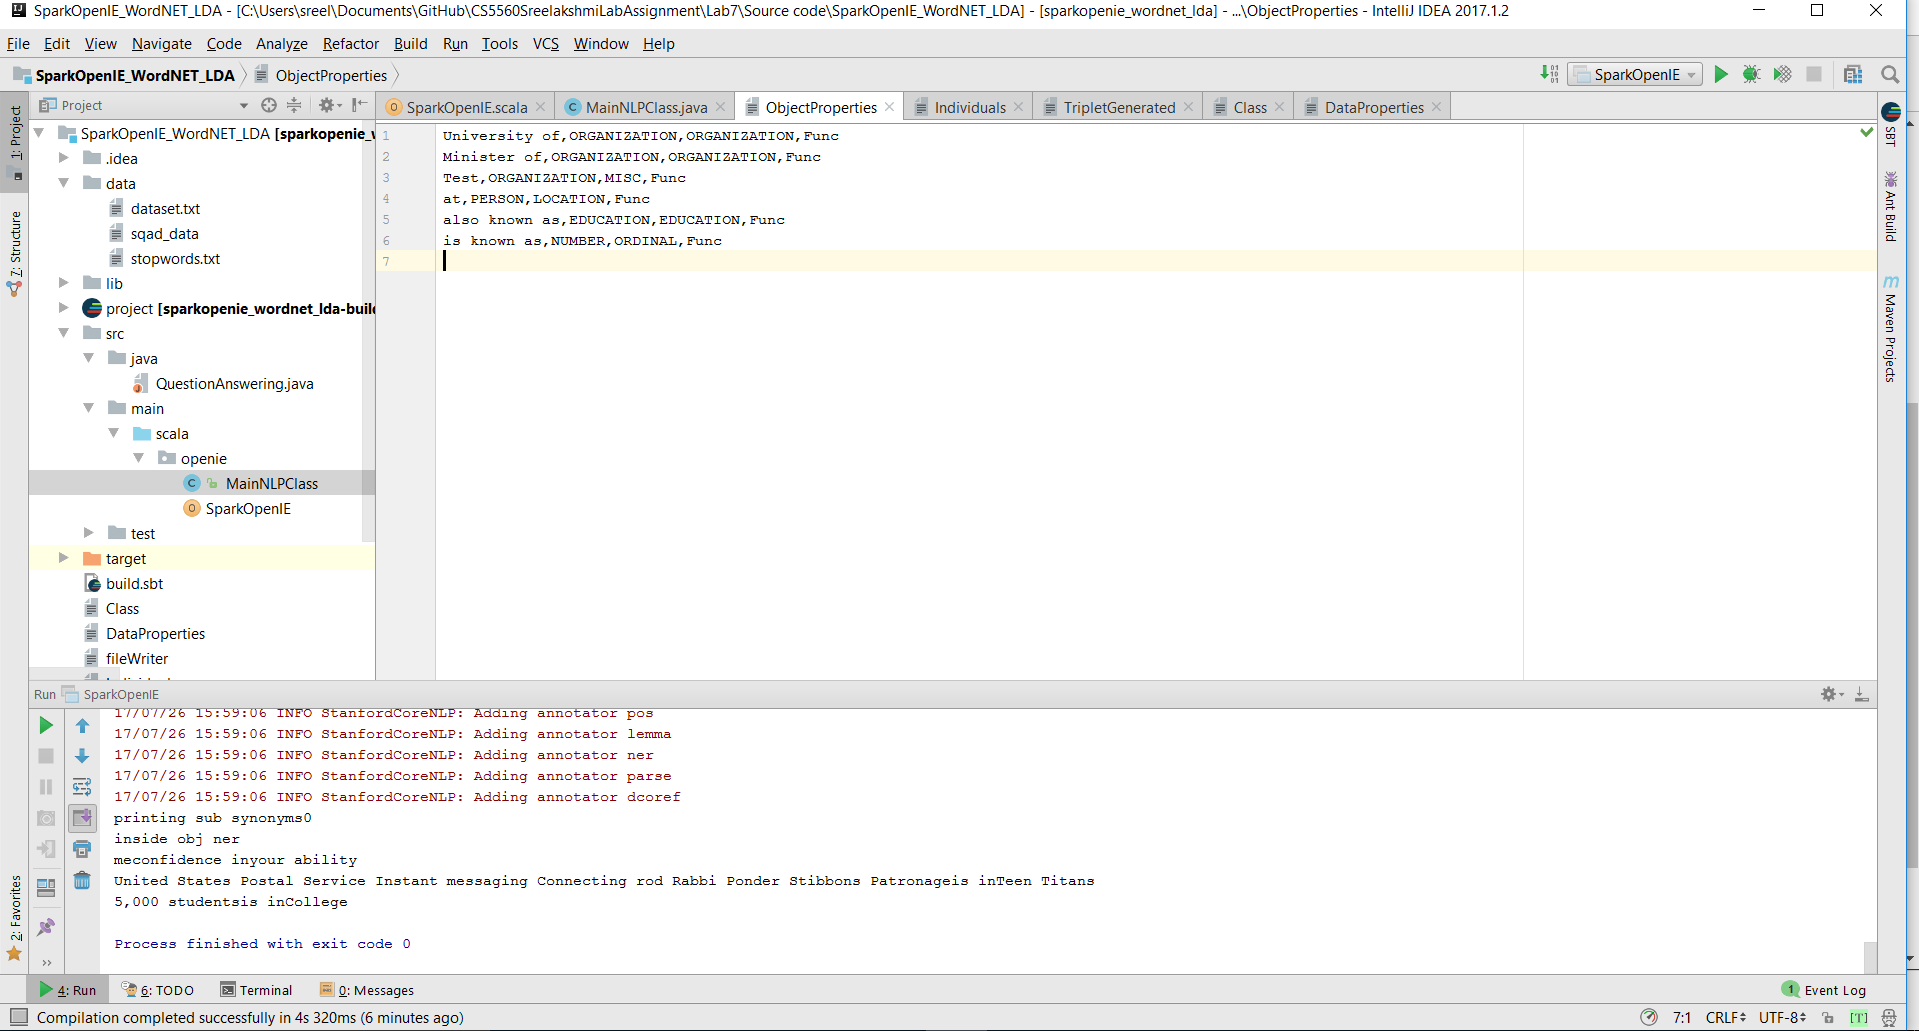 SparkOpenIE_WordNET_LDA - [C:\Users\sreel\Documents\GitHub\CS5560SreelakshmiLabAssignment\Lab7\Source code\SparkOpenIE_WordNET_LDA] - [sparkopenie_wordnet_lda] - ...\ObjectProperties - IntelliJ IDEA 2017.1.2
File Edit View Navigate Code Analyze Refactor Build Run Tools VCS Window Help
SparkOpenIE_WordNET_LDA ObjectProperties SparkOpenIE
Project SparkOpenIE.scala MainNLPClass.java ObjectProperties Individuals TripletGenerated Class DataProperties
1: Project
7: Structure
2: Favorites
SparkOpenIE_WordNET_LDA [sparkopenie_v
.idea
data
dataset.txt
sqad_data
stopwords.txt
lib
project [sparkopenie_wordnet_lda-build
src
java
QuestionAnswering.java
main
scala
openie
MainNLPClass
SparkOpenIE
test
target
build.sbt
Class
DataProperties
fileWriter
1 University of,ORGANIZATION,ORGANIZATION,Func
2 Minister of,ORGANIZATION,ORGANIZATION,Func
3 Test,ORGANIZATION,MISC,Func
4 at,PERSON,LOCATION,Func
5 also known as,EDUCATION,EDUCATION,Func
6 is known as,NUMBER,ORDINAL,Func
7
SBT
Ant Build
Maven Projects
Run SparkOpenIE
17/07/26 15:59:06 INFO StanfordCoreNLP: Adding annotator pos
17/07/26 15:59:06 INFO StanfordCoreNLP: Adding annotator lemma
17/07/26 15:59:06 INFO StanfordCoreNLP: Adding annotator ner
17/07/26 15:59:06 INFO StanfordCoreNLP: Adding annotator parse
17/07/26 15:59:06 INFO StanfordCoreNLP: Adding annotator dcoref
printing sub synonyms0
inside obj ner
meconfidence inyour ability
United States Postal Service Instant messaging Connecting rod Rabbi Ponder Stibbons Patronageis inTeen Titans
5,000 studentsis inCollege
Process finished with exit code 0
4: Run 6: TODO Terminal 0: Messages 1 Event Log
Compilation completed successfully in 4s 320ms (6 minutes ago) 7:1 CRLF UTF-8 [T]